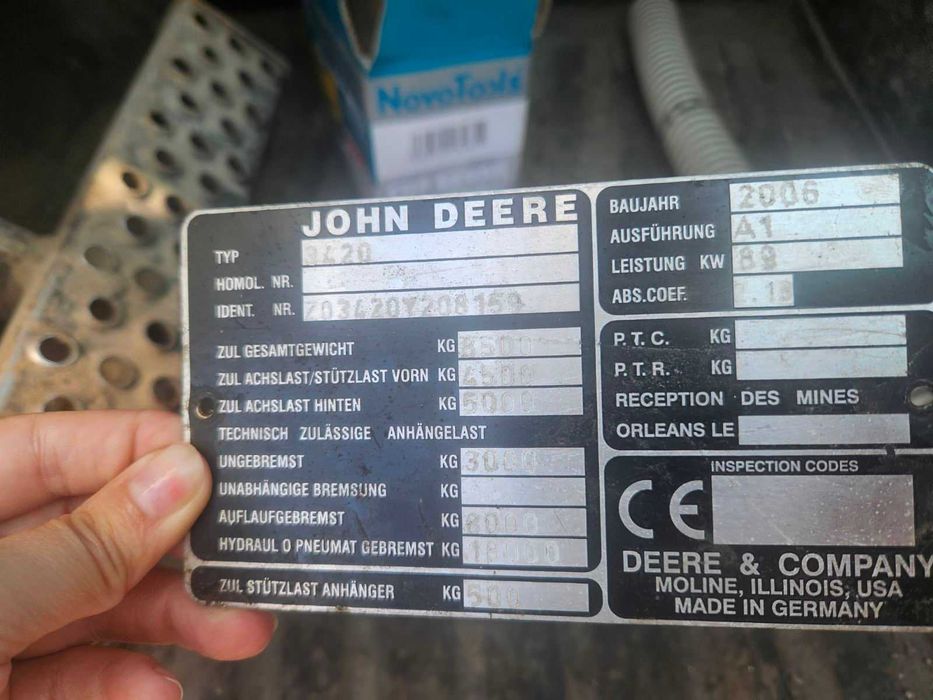 NovoTools
JOHN DEERE
TYP 3420
HOMOL. NR.
IDENT. NR.
ZUL GESAMTGEWICHT KG 8500
ZUL ACHSLAST/STÜTZLAST VORN KG 4500
ZUL ACHSLAST HINTEN KG 5000
TECHNISCH ZULÄSSIGE ANHÄNGELAST
UNGEBREMST KG 3000
UNABHÄNGIGE BREMSUNG KG
AUFLAUFGEBREMST KG 8000
HYDRAUL O PNEUMAT GEBREMST KG 18000
ZUL STÜTZLAST ANHÄNGER KG 500
BAUJAHR 2006
AUSFÜHRUNG A1
LEISTUNG KW 89
ABS.COEF.
P.T.C. KG
P.T.R. KG
RECEPTION DES MINES
ORLEANS LE
INSPECTION CODES
CE
DEERE & COMPANY
MOLINE, ILLINOIS, USA
MADE IN GERMANY